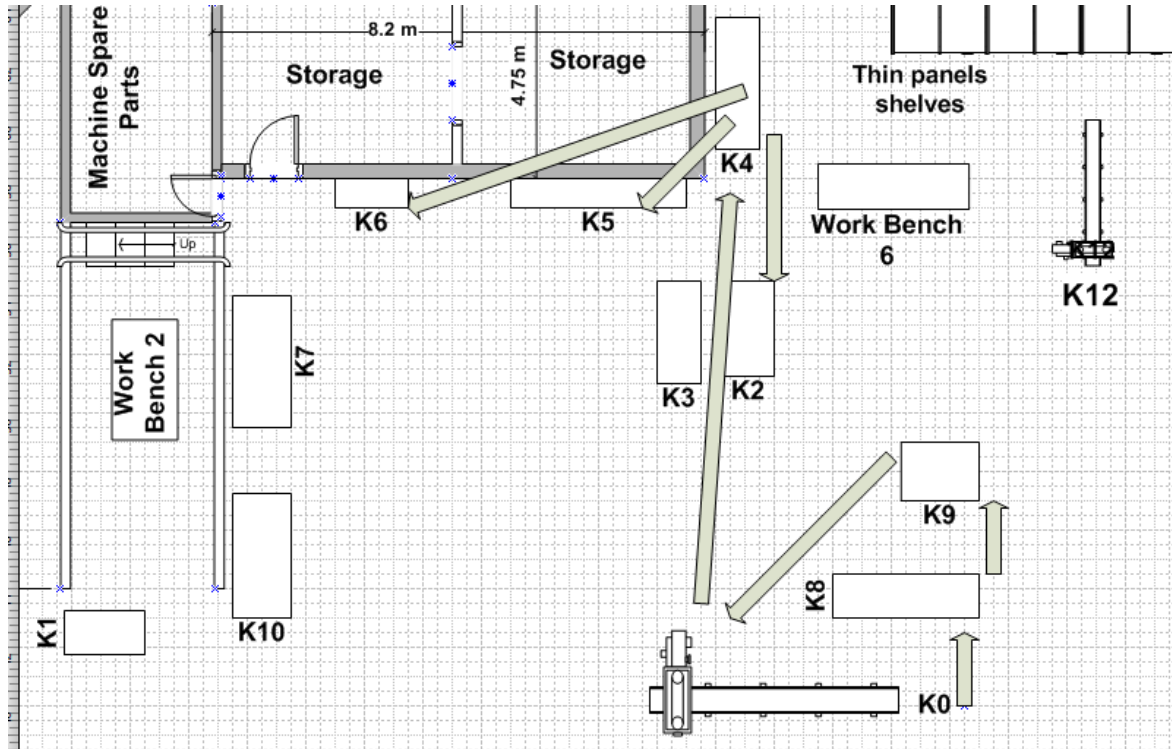 Machine Spare
Parts
8.2 m
Storage
4.75 m
Storage
Thin panels
shelves
K4
K6
K5
Work Bench
6
Up
K12
K12
Work
Bench 2
K7
K3
K2
K9
K8
K1
K10
K0